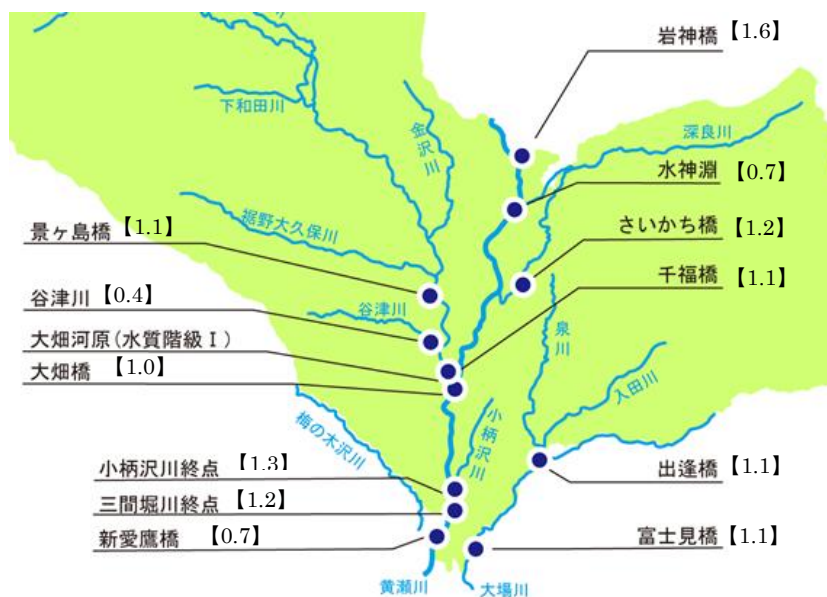 岩神橋【1.6】
下和田川
金沢川
深良川
水神淵 【0.7】
裾野大久保川
景ヶ島橋【1.1】
さいかち橋【1.2】
千福橋【1.1】
谷津川【0.4】
谷津川
泉川
大畑河原(水質階級Ⅰ)
大畑橋 【1.0】
入田川
小柄沢川
梅の木沢川
小柄沢川終点 【1.3】
出逢橋【1.1】
三間堀川終点 【1.2】
新愛鷹橋 【0.7】
富士見橋【1.1】
黄瀬川
大場川